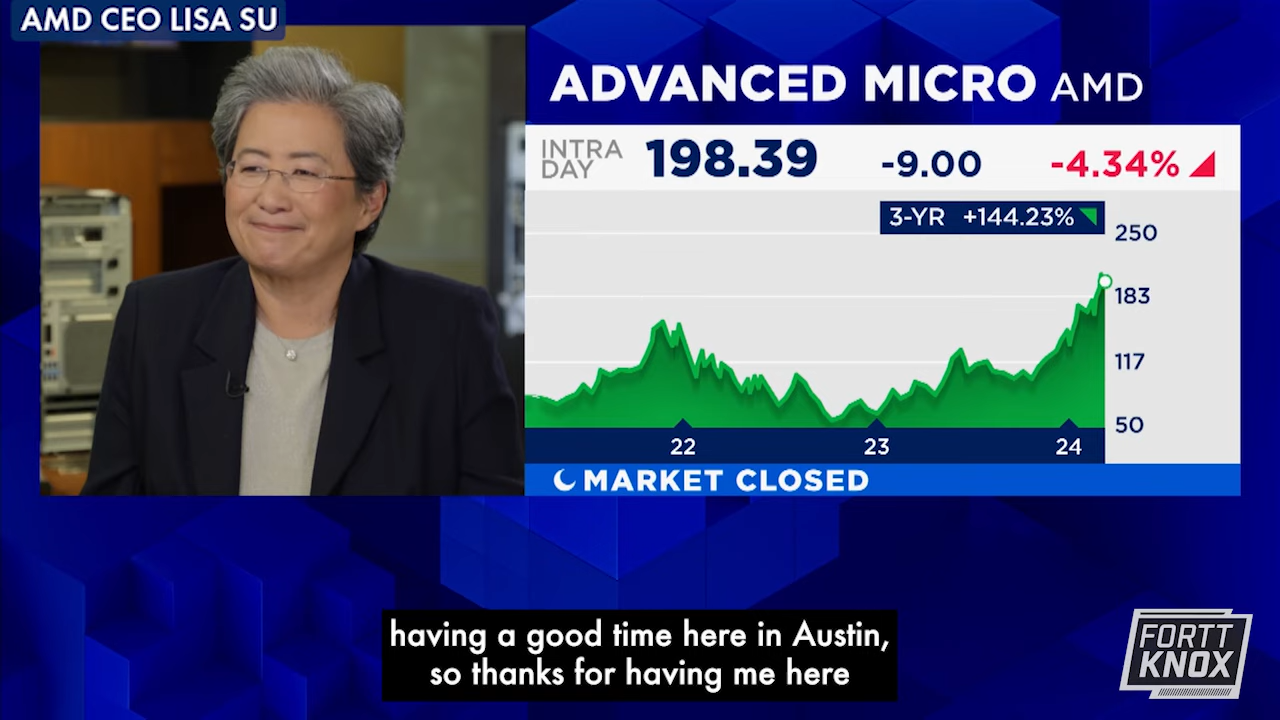 AMD CEO LISA SU
ADVANCED MICRO AMD
INTRA
DAY
198.39
-9.00
-4.34%
3-YR +144.23%
250
183
117
50
22
23
24
MARKET CLOSED
having a good time here in Austin,
so thanks for having me here
FORTT
KNOX